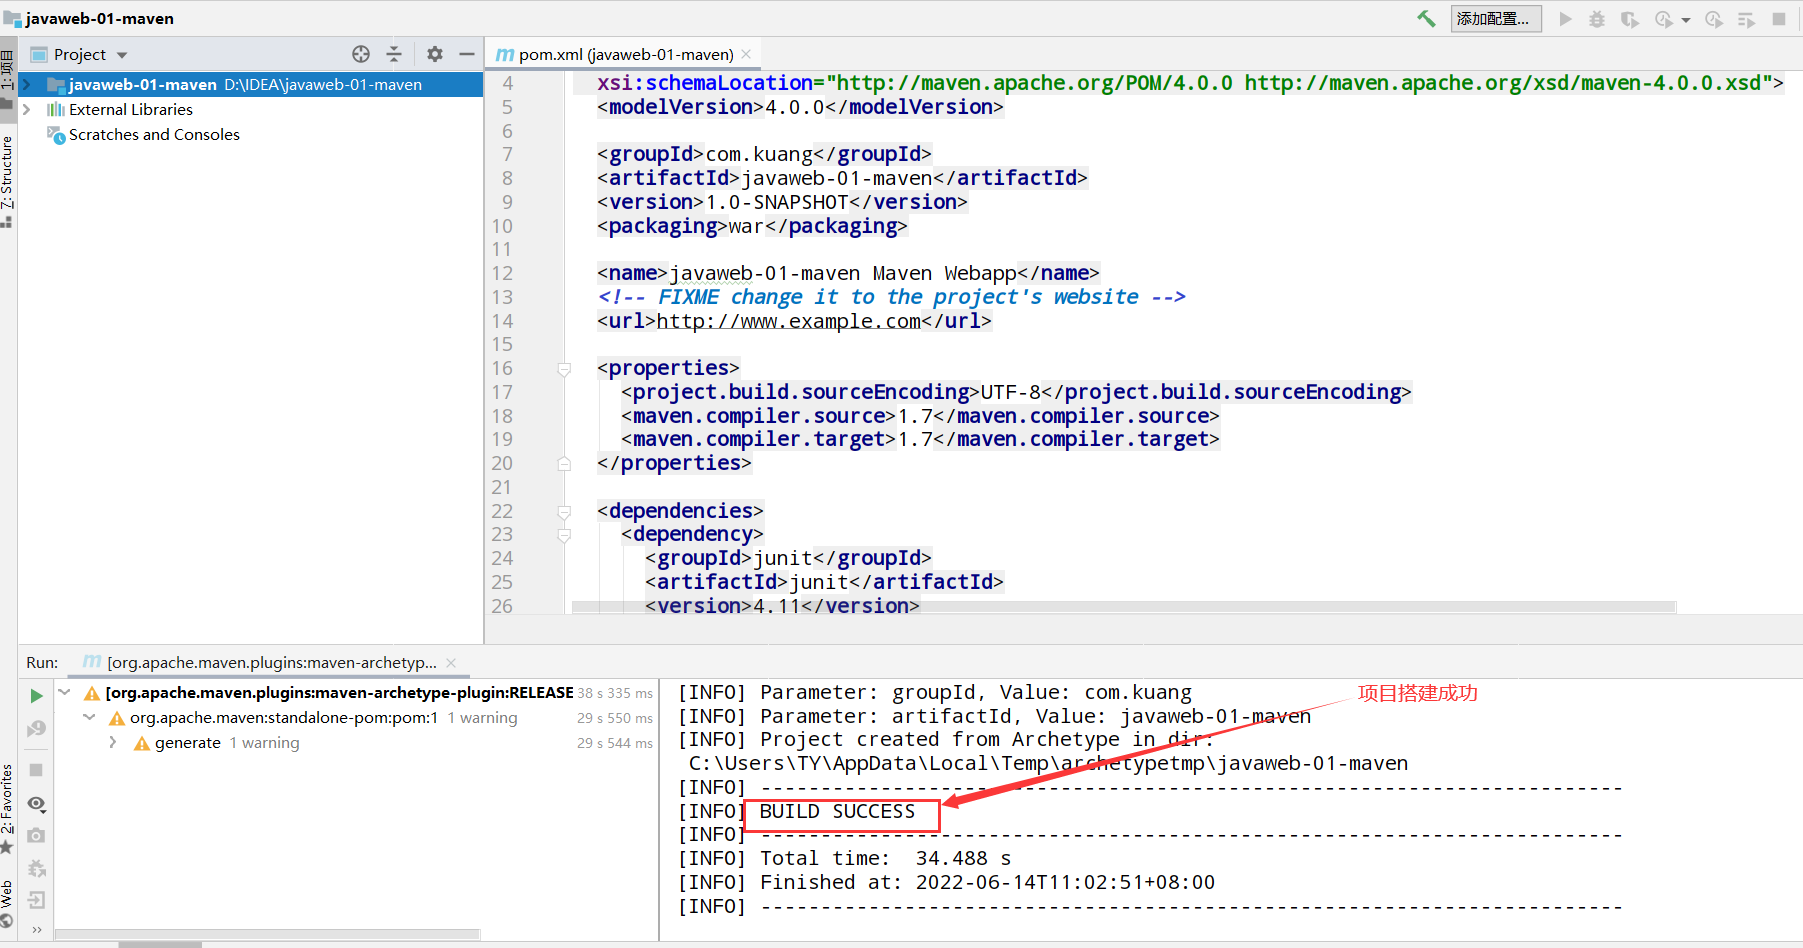 javaweb-01-maven
添加配置...
1: 项目
Project
pom.xml (javaweb-01-maven)
javaweb-01-maven D:\IDEA\javaweb-01-maven
External Libraries
Scratches and Consoles
7: Structure
4 xsi:schemaLocation="http://maven.apache.org/POM/4.0.0 http://maven.apache.org/xsd/maven-4.0.0.xsd">
5 <modelVersion>4.0.0</modelVersion>
6
7 <groupId>com.kuang</groupId>
8 <artifactId>javaweb-01-maven</artifactId>
9 <version>1.0-SNAPSHOT</version>
10 <packaging>war</packaging>
11
12 <name>javaweb-01-maven Maven Webapp</name>
13 <!-- FIXME change it to the project's website -->
14 <url>http://www.example.com</url>
15
16 <properties>
17 <project.build.sourceEncoding>UTF-8</project.build.sourceEncoding>
18 <maven.compiler.source>1.7</maven.compiler.source>
19 <maven.compiler.target>1.7</maven.compiler.target>
20 </properties>
21
22 <dependencies>
23 <dependency>
24 <groupId>junit</groupId>
25 <artifactId>junit</artifactId>
26 <version>4.11</version>
Run: [org.apache.maven.plugins:maven-archetyp...
[org.apache.maven.plugins:maven-archetype-plugin:RELEASE 38 s 335 ms
org.apache.maven:standalone-pom:pom:1 1 warning 29 s 550 ms
generate 1 warning 29 s 544 ms
2: Favorites
Web
[INFO] Parameter: groupId, Value: com.kuang
项目搭建成功
[INFO] Parameter: artifactId, Value: javaweb-01-maven
[INFO] Project created from Archetype in dir:
C:\Users\TY\AppData\Local\Temp\archetypetmp\javaweb-01-maven
[INFO] ------------------------------------------------------------------------
[INFO] BUILD SUCCESS
[INFO] ------------------------------------------------------------------------
[INFO] Total time:  34.488 s
[INFO] Finished at: 2022-06-14T11:02:51+08:00
[INFO] ------------------------------------------------------------------------